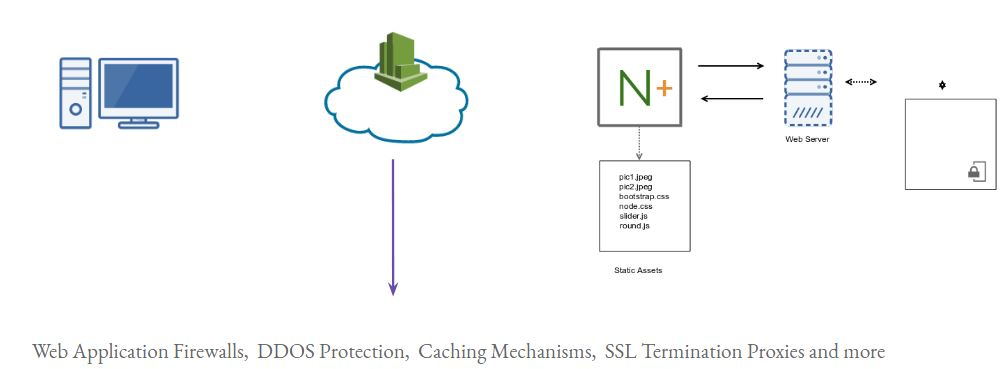 N+
Web Server
pic1.jpeg
pic2.jpeg
bootstrap.css
node.css
slider.js
round.js
Static Assets
Web Application Firewalls, DDOS Protection, Caching Mechanisms, SSL Termination Proxies and more